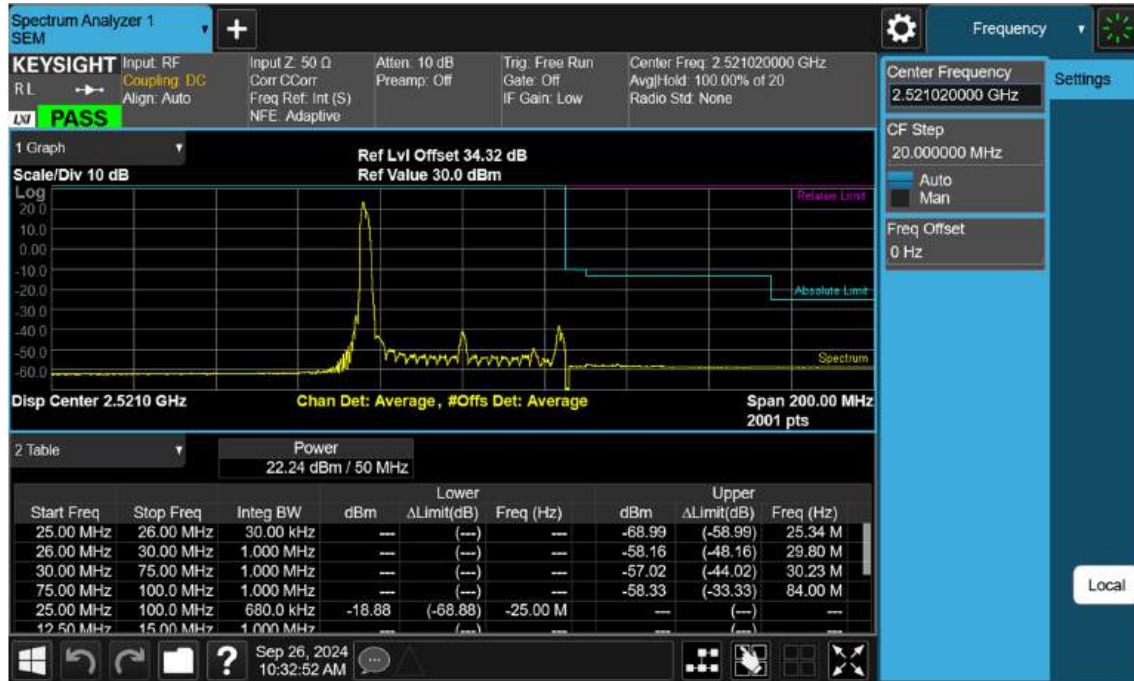 Spectrum Analyzer 1
SEM
+
Frequency
KEYSIGHT
R L
LXI
PASS
Input: RF
Coupling: DC
Align: Auto
Input Z: 50 Ω
Corr CCorr
Freq Ref: Int (S)
NFE: Adaptive
Atten: 10 dB
Preamp: Off
Trig: Free Run
Gate: Off
IF Gain: Low
Center Freq: 2.521020000 GHz
Avg|Hold: 100.00% of 20
Radio Std: None
Center Frequency
2.521020000 GHz
Settings
CF Step
20.000000 MHz
Auto
Man
Freq Offset
0 Hz
Local
1 Graph
Scale/Div 10 dB
Ref Lvl Offset 34.32 dB
Ref Value 30.0 dBm
Log
20.0
10.0
0.00
-10.0
-20.0
-30.0
-40.0
-50.0
-60.0
Relative Limit
Absolute Limit
Spectrum
Disp Center 2.5210 GHz
Chan Det: Average, #Offs Det: Average
Span 200.00 MHz
2001 pts
2 Table
Power
22.24 dBm / 50 MHz
Lower Upper
Start Freq Stop Freq Integ BW dBm ΔLimit(dB) Freq (Hz) dBm ΔLimit(dB) Freq (Hz)
25.00 MHz 26.00 MHz 30.00 kHz --- (---) --- -68.99 (-58.99) 25.34 M
26.00 MHz 30.00 MHz 1.000 MHz --- (---) --- -58.16 (-48.16) 29.80 M
30.00 MHz 75.00 MHz 1.000 MHz --- (---) --- -57.02 (-44.02) 30.23 M
75.00 MHz 100.0 MHz 1.000 MHz --- (---) --- -58.33 (-33.33) 84.00 M
25.00 MHz 100.0 MHz 680.0 kHz -18.88 (-68.88) -25.00 M --- (---) ---
12.50 MHz 15.00 MHz 1.000 MHz --- (---) --- --- (---) ---
?
Sep 26, 2024
10:32:52 AM